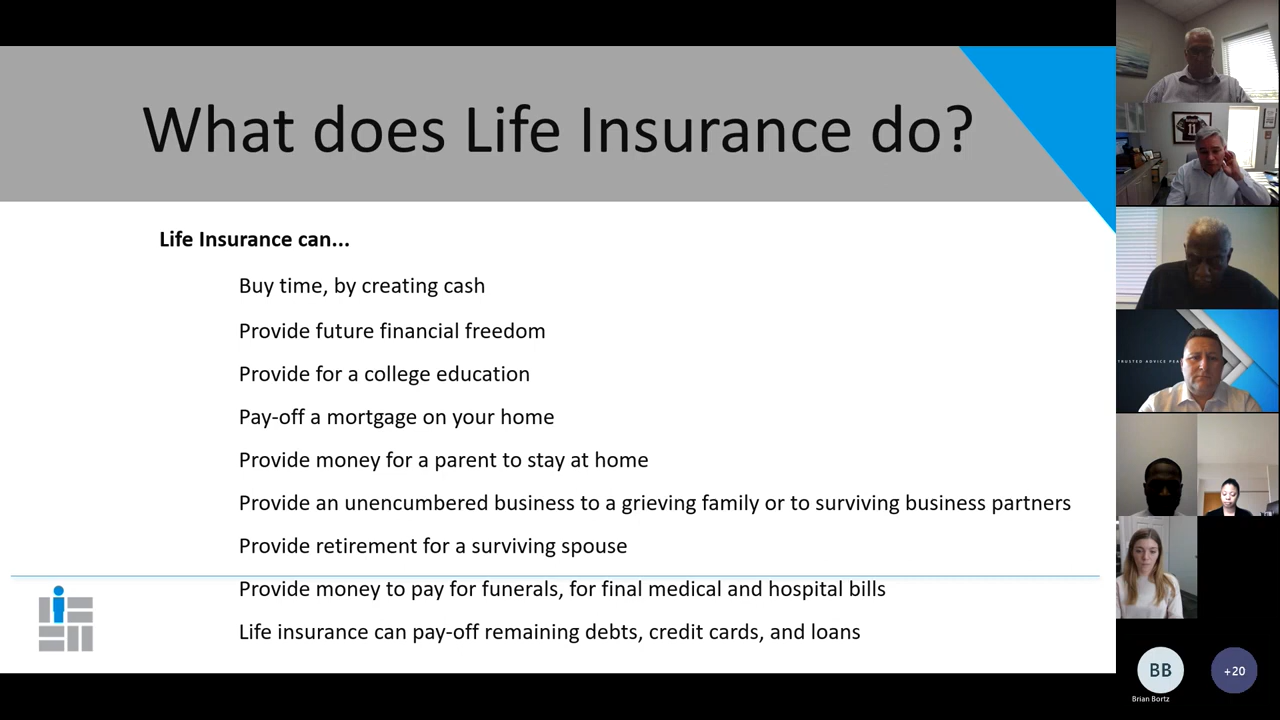 What does Life Insurance do?
Life Insurance can...
Buy time, by creating cash
Provide future financial freedom
Provide for a college education
Pay-off a mortgage on your home
Provide money for a parent to stay at home
Provide an unencumbered business to a grieving family or to surviving business partners
Provide retirement for a surviving spouse
Provide money to pay for funerals, for final medical and hospital bills
Life insurance can pay-off remaining debts, credit cards, and loans
11
TRUSTED ADVICE
BB
+20
Brian Bortz